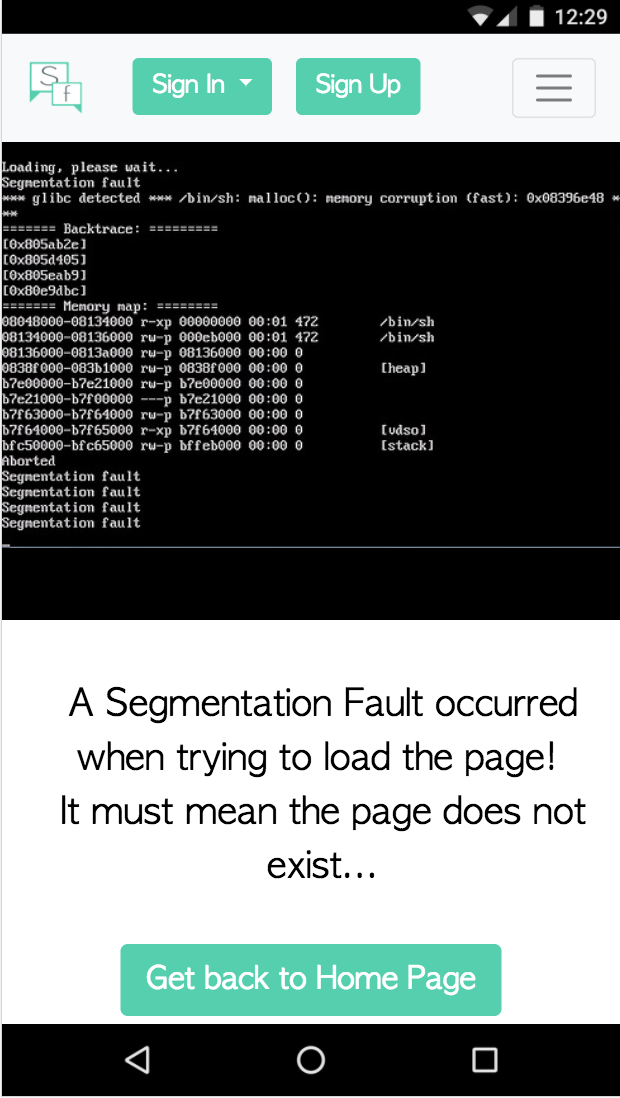 12:29
S
f
Sign In
Sign Up
Loading, please wait...
Segmentation fault
*** glibc detected *** /bin/sh: malloc(): memory corruption (fast): 0x08396e48 *
**
======= Backtrace: =========
[0x805ab2e]
[0x805d405]
[0x805eab9]
[0x80e9dbc]
======= Memory map: ========
08048000-08134000 r-xp 00000000 00:01 472 /bin/sh
08134000-08136000 rw-p 000eb000 00:01 472 /bin/sh
08136000-0813a000 rw-p 08136000 00:00 0
0838f000-083b1000 rw-p 0838f000 00:00 0 [heap]
b7e00000-b7e21000 rw-p b7e00000 00:00 0
b7e21000-b7f00000 ---p b7e21000 00:00 0
b7f63000-b7f64000 rw-p b7f63000 00:00 0
b7f64000-b7f65000 r-xp b7f64000 00:00 0 [vdso]
bfc50000-bfc65000 rw-p bffeb000 00:00 0 [stack]
Aborted
Segmentation fault
Segmentation fault
Segmentation fault
Segmentation fault
A Segmentation Fault occurred
when trying to load the page!
It must mean the page does not
exist...
Get back to Home Page